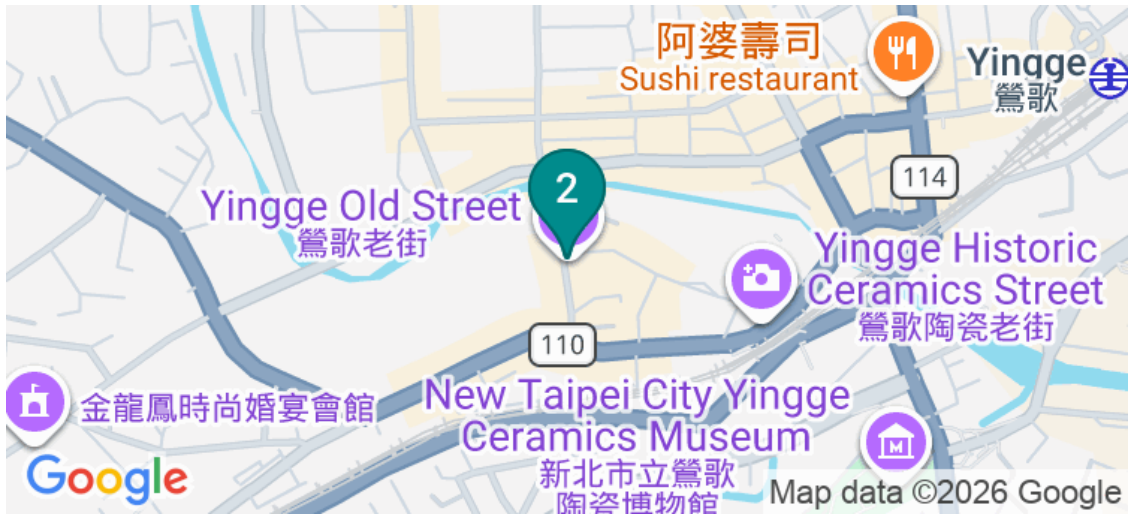 阿婆壽司
Sushi restaurant
Yingge
鶯歌
114
2
Yingge Old Street
鶯歌老街
Yingge Historic
Ceramics Street
鶯歌陶瓷老街
110
New Taipei City Yingge
Ceramics Museum
新北市立鶯歌
陶瓷博物館
金龍鳳時尚婚宴會館
M
Google
Map data ©2026 Google